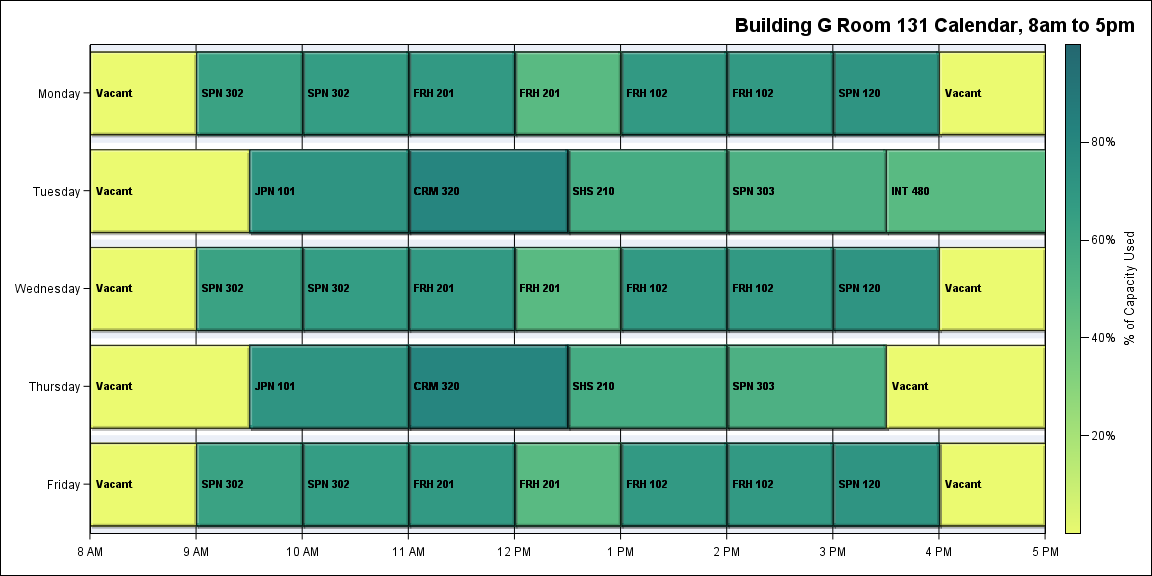 Building G Room 131 Calendar, 8am to 5pm
Monday
Vacant
SPN 302
SPN 302
FRH 201
FRH 201
FRH 102
FRH 102
SPN 120
Vacant
Tuesday
Vacant
JPN 101
CRM 320
SHS 210
SPN 303
INT 480
Wednesday
Vacant
SPN 302
SPN 302
FRH 201
FRH 201
FRH 102
FRH 102
SPN 120
Vacant
Thursday
Vacant
JPN 101
CRM 320
SHS 210
SPN 303
Vacant
Friday
Vacant
SPN 302
SPN 302
FRH 201
FRH 201
FRH 102
FRH 102
SPN 120
Vacant
8 AM
9 AM
10 AM
11 AM
12 PM
1 PM
2 PM
3 PM
4 PM
5 PM
80%
60%
40%
20%
% of Capacity Used